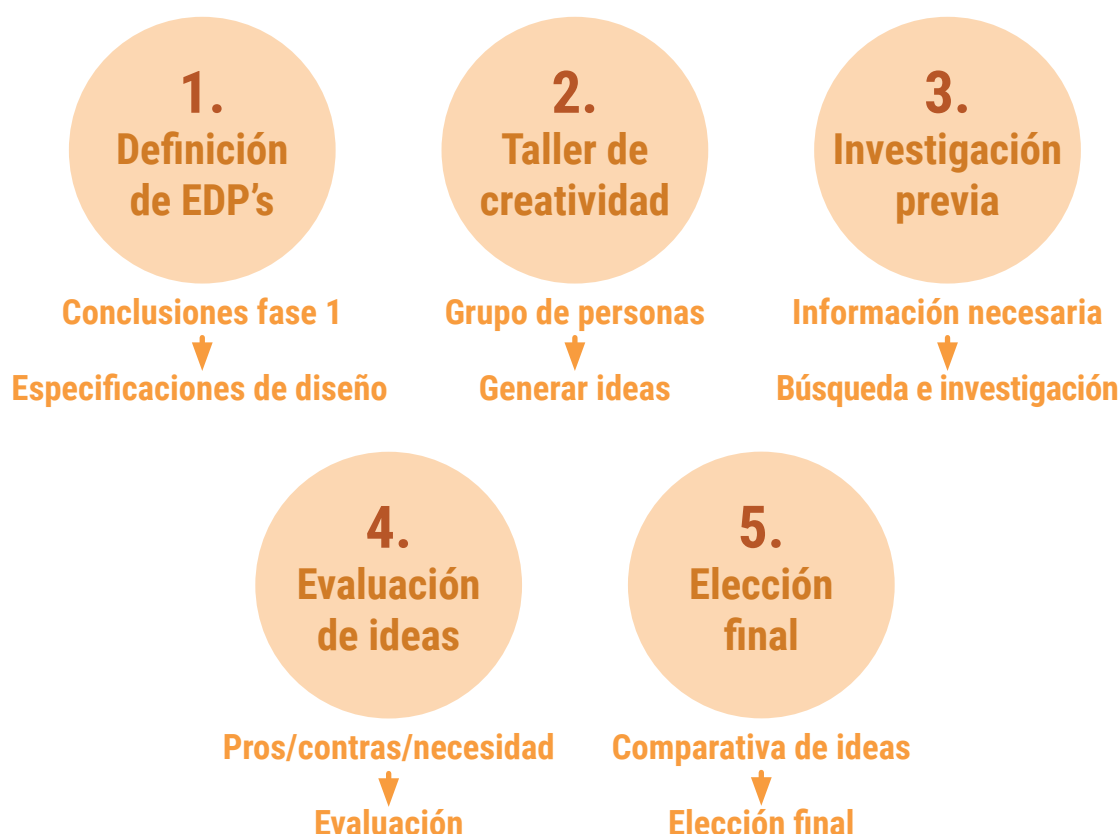 1.
Definición
de EDP’s
Conclusiones fase 1
Especificaciones de diseño
2.
Taller de
creatividad
Grupo de personas
Generar ideas
3.
Investigación
previa
Información necesaria
Búsqueda e investigación
4.
Evaluación
de ideas
Pros/contras/necesidad
Evaluación
5.
Elección
final
Comparativa de ideas
Elección final